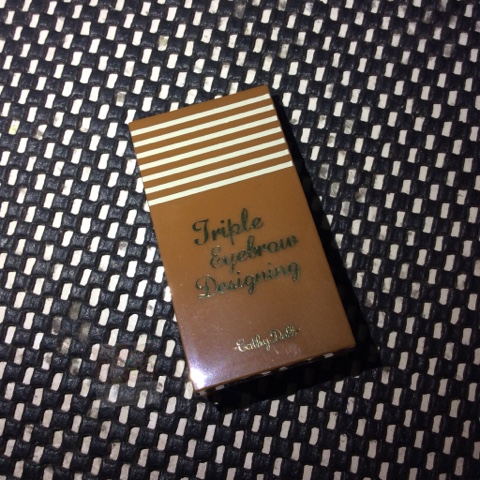 Triple
Eyebrow
Designing
Cathy Doll